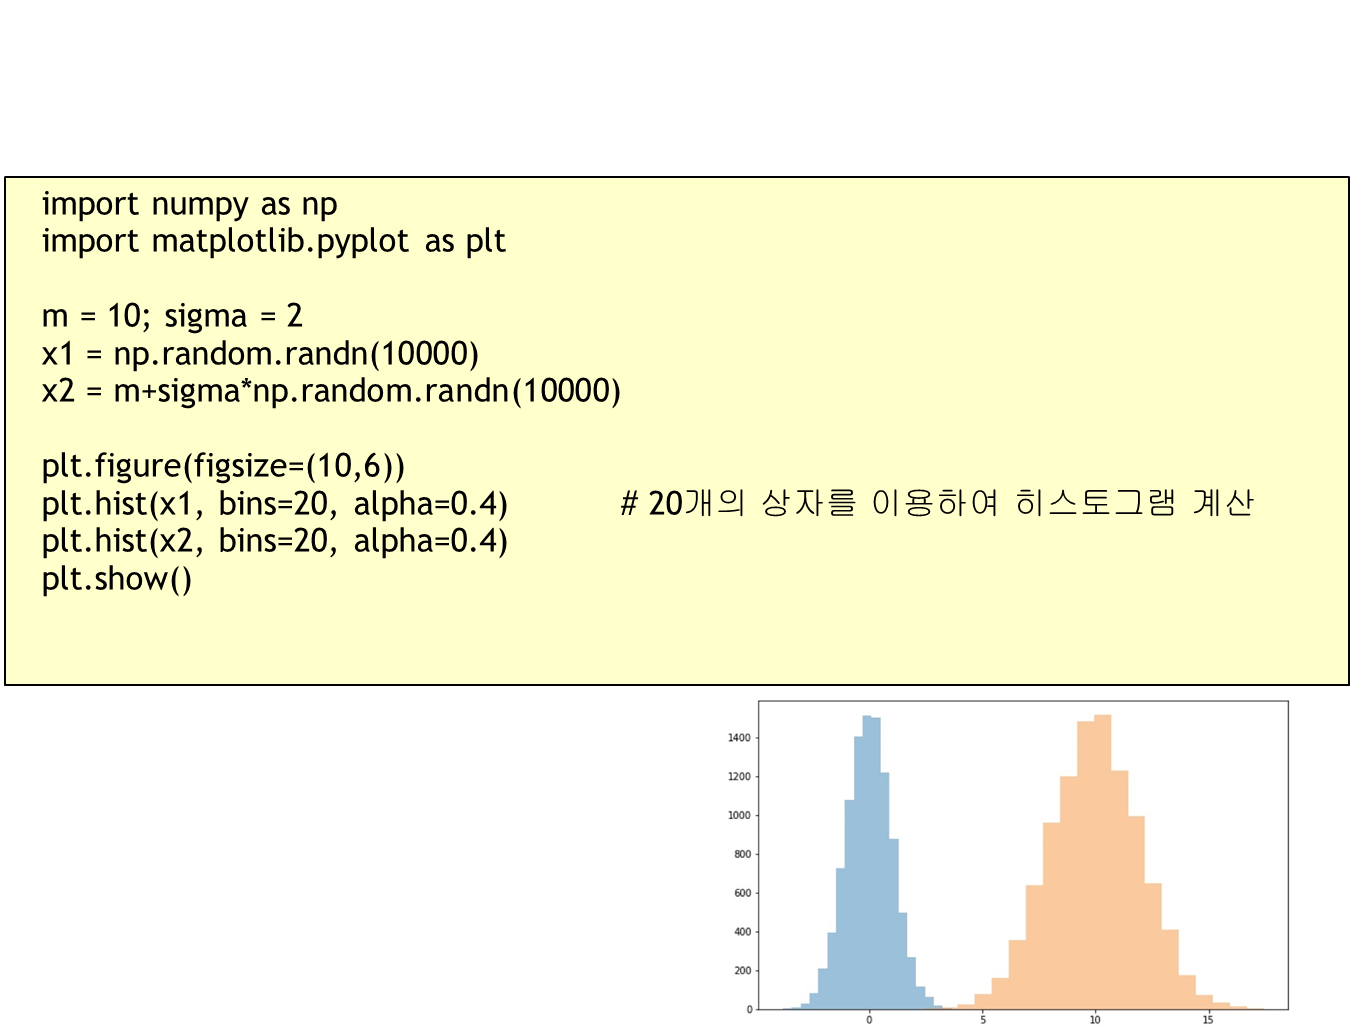 import numpy as np
import matplotlib.pyplot as plt
m = 10; sigma = 2
x1 = np.random.randn(10000)
x2 = m+sigma*np.random.randn(10000)
plt.figure(figsize=(10,6))
plt.hist(x1, bins=20, alpha=0.4) # 20개의 상자를 이용하여 히스토그램 계산
plt.hist(x2, bins=20, alpha=0.4)
plt.show()
1400
1200
1000
800
600
400
200
0
0 5 10 15